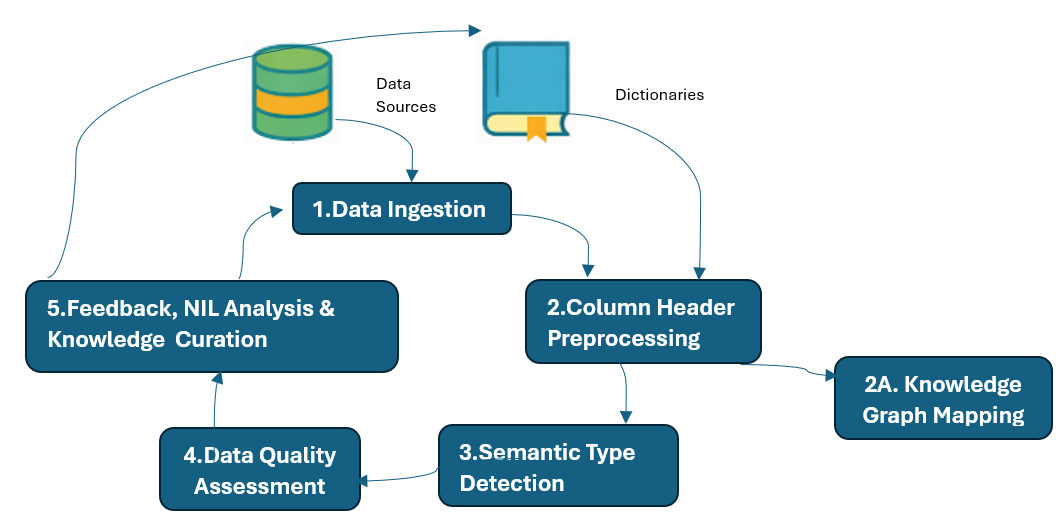 Data
Sources
Dictionaries
1.Data Ingestion
2.Column Header
Preprocessing
2A. Knowledge
Graph Mapping
3.Semantic Type
Detection
4.Data Quality
Assessment
5.Feedback, NIL Analysis &
Knowledge  Curation